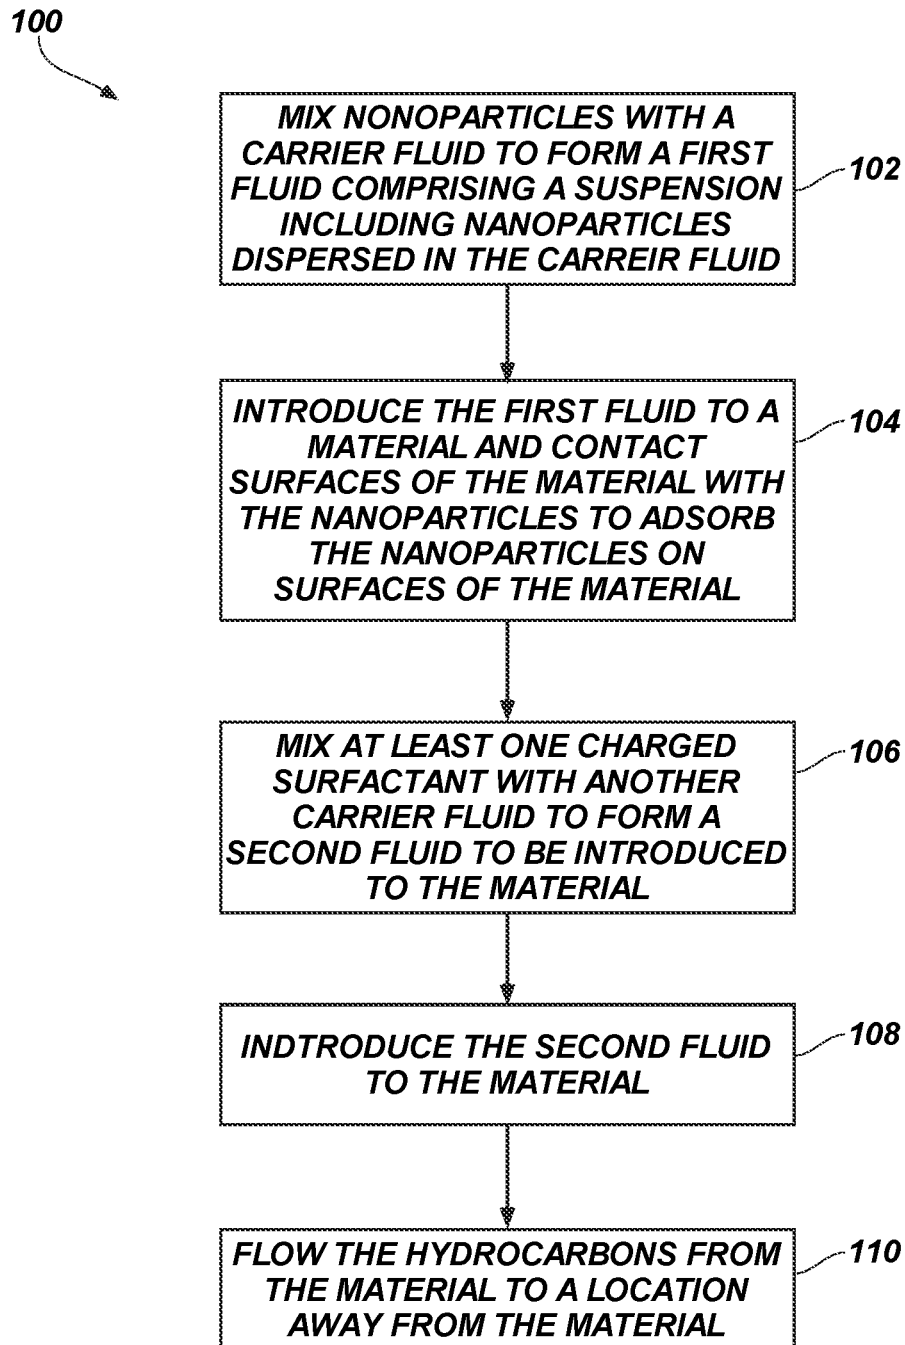 100
MIX NONOPARTICLES WITH A
CARRIER FLUID TO FORM A FIRST
FLUID COMPRISING A SUSPENSION
INCLUDING NANOPARTICLES
DISPERSED IN THE CARREIR FLUID
102
INTRODUCE THE FIRST FLUID TO A
MATERIAL AND CONTACT
SURFACES OF THE MATERIAL WITH
THE NANOPARTICLES TO ADSORB
THE NANOPARTICLES ON
SURFACES OF THE MATERIAL
104
MIX AT LEAST ONE CHARGED
SURFACTANT WITH ANOTHER
CARRIER FLUID TO FORM A
SECOND FLUID TO BE INTRODUCED
TO THE MATERIAL
106
INDTRODUCE THE SECOND FLUID
TO THE MATERIAL
108
FLOW THE HYDROCARBONS FROM
THE MATERIAL TO A LOCATION
AWAY FROM THE MATERIAL
110